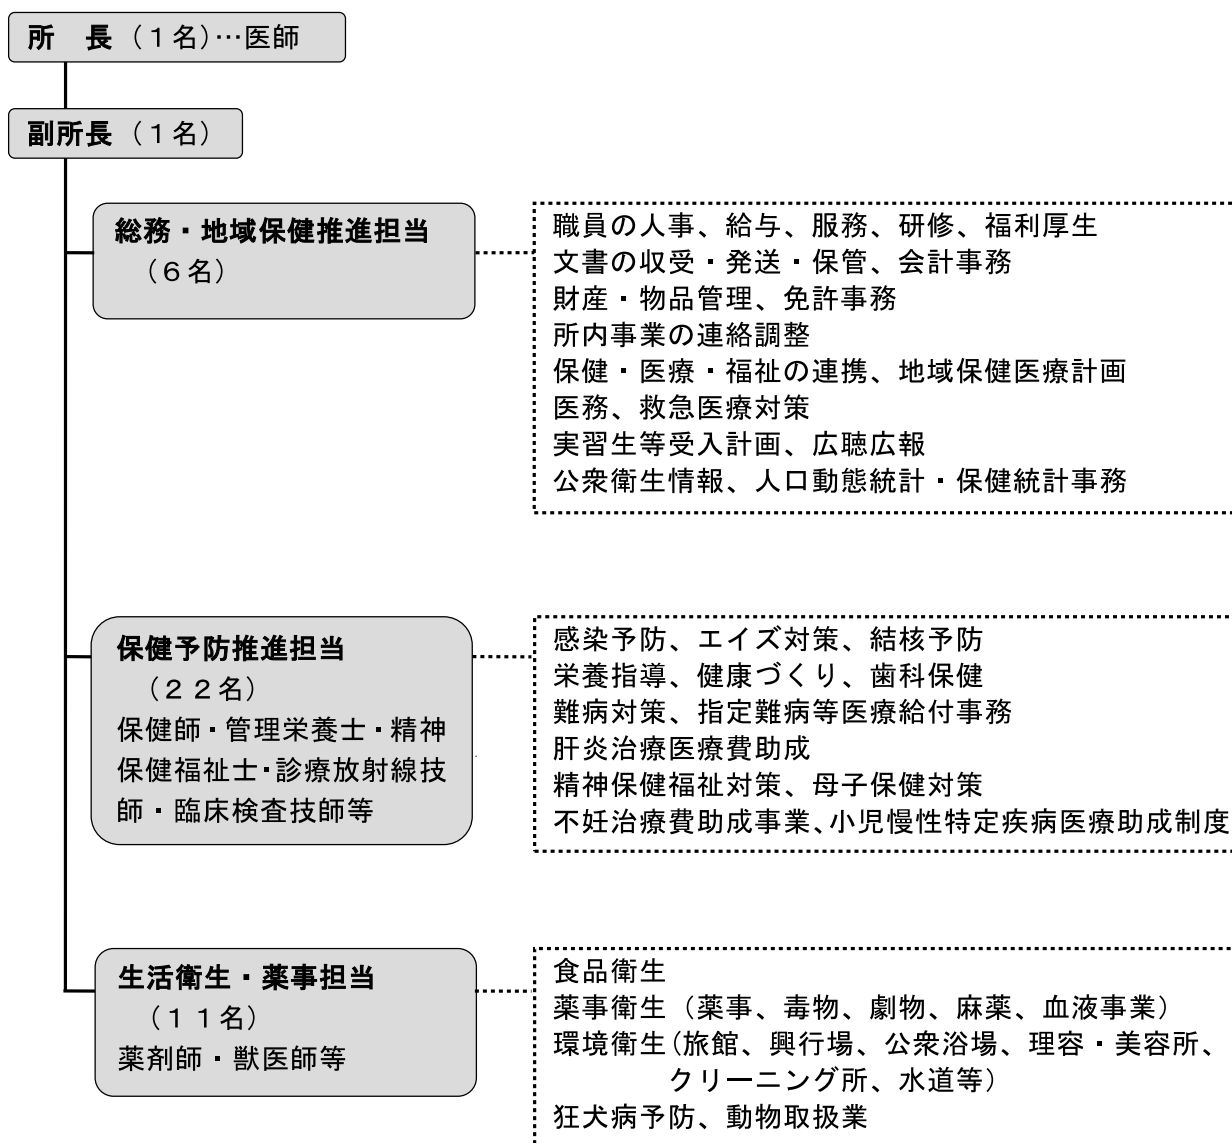 所　長（１名）…医師
副所長（１名）
総務・地域保健推進担当
（６名）
職員の人事、給与、服務、研修、福利厚生
文書の収受・発送・保管、会計事務
財産・物品管理、免許事務
所内事業の連絡調整
保健・医療・福祉の連携、地域保健医療計画
医務、救急医療対策
実習生等受入計画、広聴広報
公衆衛生情報、人口動態統計・保健統計事務
保健予防推進担当
（２２名）
保健師・管理栄養士・精神
保健福祉士・診療放射線技
師・臨床検査技師等
感染予防、エイズ対策、結核予防
栄養指導、健康づくり、歯科保健
難病対策、指定難病等医療給付事務
肝炎治療医療費助成
精神保健福祉対策、母子保健対策
不妊治療費助成事業、小児慢性特定疾病医療助成制度
生活衛生・薬事担当
（１１名）
薬剤師・獣医師等
食品衛生
薬事衛生（薬事、毒物、劇物、麻薬、血液事業）
環境衛生（旅館、興行場、公衆浴場、理容・美容所、
クリーニング所、水道等）
狂犬病予防、動物取扱業